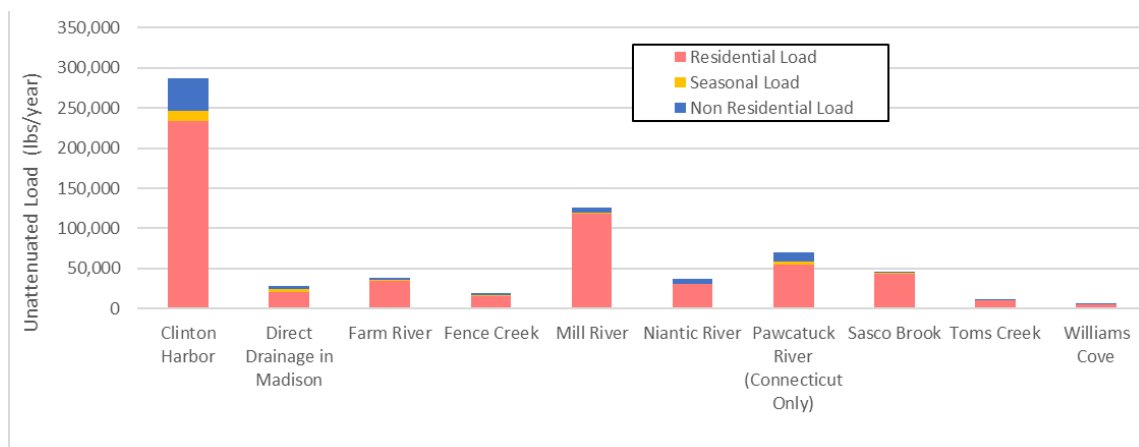 350,000
300,000
250,000
200,000
150,000
100,000
50,000
0
Unattenuated Load (lbs/year)
Residential Load
Seasonal Load
Non Residential Load
Clinton
Harbor
Direct
Drainage in
Madison
Farm River
Fence Creek
Mill River
Niantic River
Pawcatuck
River
(Connecticut
Only)
Sasco Brook
Toms Creek
Williams
Cove